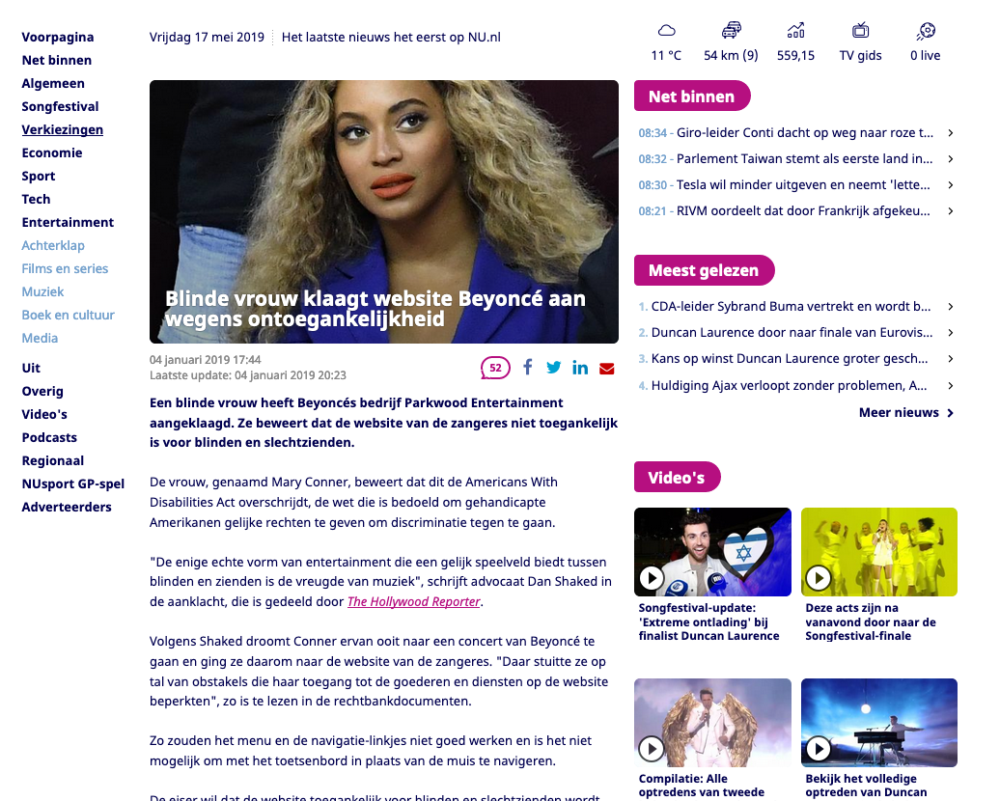 Voorpagina
Net binnen
Algemeen
Songfestival
Verkiezingen
Economie
Sport
Tech
Entertainment
Achterklap
Films en series
Muziek
Boek en cultuur
Media
Uit
Overig
Video's
Podcasts
Regionaal
NUsport GP-spel
Adverteerders
Vrijdag 17 mei 2019 Het laatste nieuws het eerst op NU.nl
11 °C 54 km (9) 559,15 TV gids 0 live
Blinde vrouw klaagt website Beyoncé aan
wegens ontoegankelijkheid
04 januari 2019 17:44
Laatste update: 04 januari 2019 20:23
52
Een blinde vrouw heeft Beyoncés bedrijf Parkwood Entertainment
aangeklaagd. Ze beweert dat de website van de zangeres niet toegankelijk
is voor blinden en slechtzienden.
De vrouw, genaamd Mary Conner, beweert dat dit de Americans With
Disabilities Act overschrijdt, de wet die is bedoeld om gehandicapte
Amerikanen gelijke rechten te geven om discriminatie tegen te gaan.
"De enige echte vorm van entertainment die een gelijk speelveld biedt tussen
blinden en zienden is de vreugde van muziek", schrijft advocaat Dan Shaked in
de aanklacht, die is gedeeld door The Hollywood Reporter.
Volgens Shaked droomt Conner ervan ooit naar een concert van Beyoncé te
gaan en ging ze daarom naar de website van de zangeres. "Daar stuitte ze op
tal van obstakels die haar toegang tot de goederen en diensten op de website
beperkten", zo is te lezen in de rechtbankdocumenten.
Zo zouden het menu en de navigatie-linkjes niet goed werken en is het niet
mogelijk om met het toetsenbord in plaats van de muis te navigeren.
De eiser wil dat de website toegankelijk voor blinden en slechtzienden wordt
Net binnen
08:34 - Giro-leider Conti dacht op weg naar roze t...
08:32 - Parlement Taiwan stemt als eerste land in...
08:30 - Tesla wil minder uitgeven en neemt 'lette...
08:21 - RIVM oordeelt dat door Frankrijk afgekeu...
Meest gelezen
1. CDA-leider Sybrand Buma vertrekt en wordt b...
2. Duncan Laurence door naar finale van Eurovis...
3. Kans op winst Duncan Laurence groter gesch...
4. Huldiging Ajax verloopt zonder problemen, A...
Meer nieuws
Video's
Songfestival-update:
'Extreme ontlading' bij
finalist Duncan Laurence
Deze acts zijn na
vanavond door naar de
Songfestival-finale
Compilatie: Alle
optredens van tweede
Bekijk het volledige
optreden van Duncan